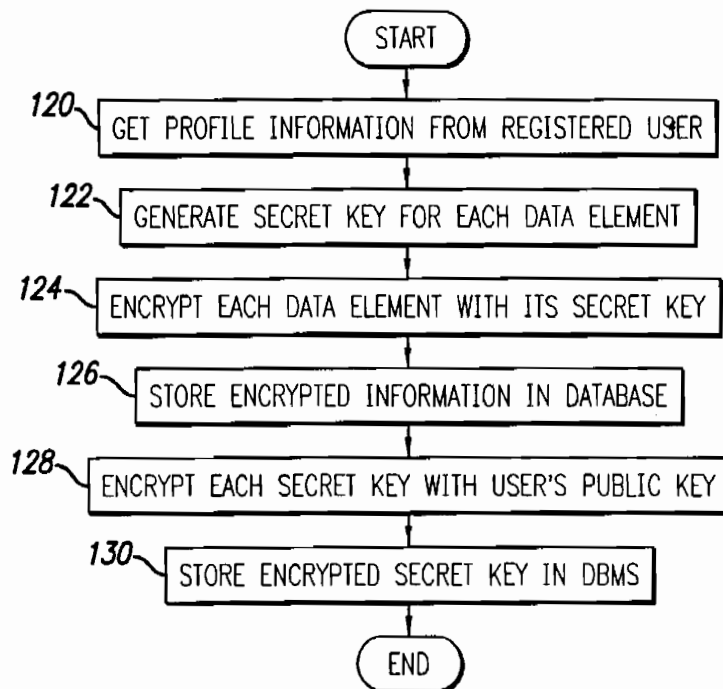 START
120
GET PROFILE INFORMATION FROM REGISTERED USER
122
GENERATE SECRET KEY FOR EACH DATA ELEMENT
124
ENCRYPT EACH DATA ELEMENT WITH ITS SECRET KEY
126
STORE ENCRYPTED INFORMATION IN DATABASE
128
ENCRYPT EACH SECRET KEY WITH USER'S PUBLIC KEY
130
STORE ENCRYPTED SECRET KEY IN DBMS
END